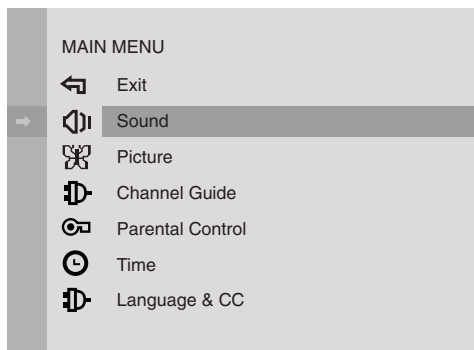 MAIN MENU
Exit
Sound
Picture
Channel Guide
Parental Control
Time
Language & CC